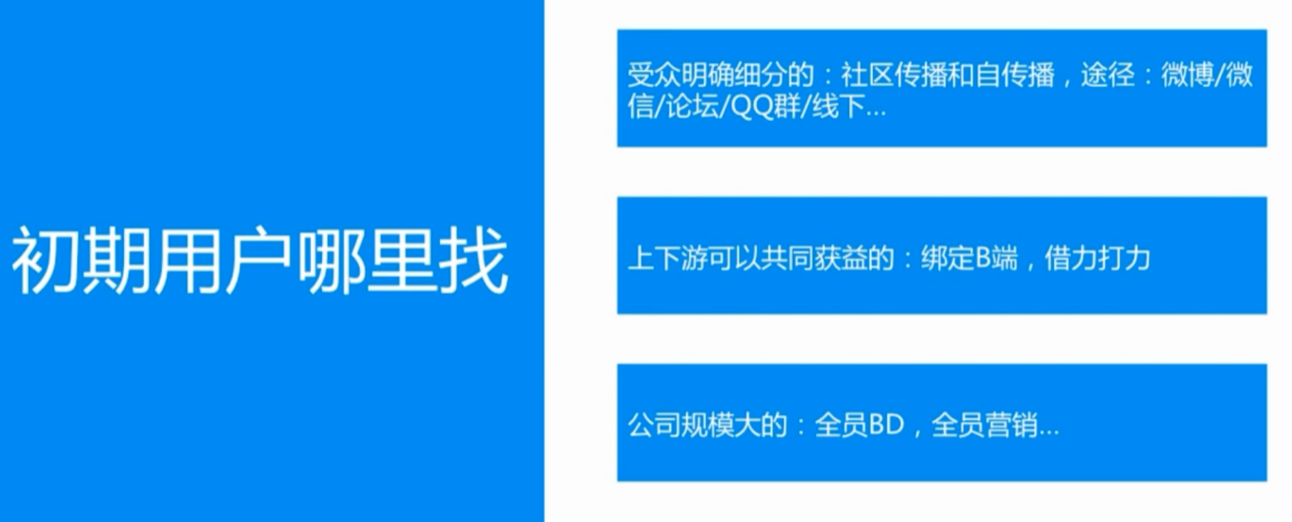 初期用户哪里找
受众明确细分的：社区传播和自传播，途径：微博/微
信/论坛/QQ群/线下...
上下游可以共同获益的：绑定B端，借力打力
公司规模大的：全员BD，全员营销...